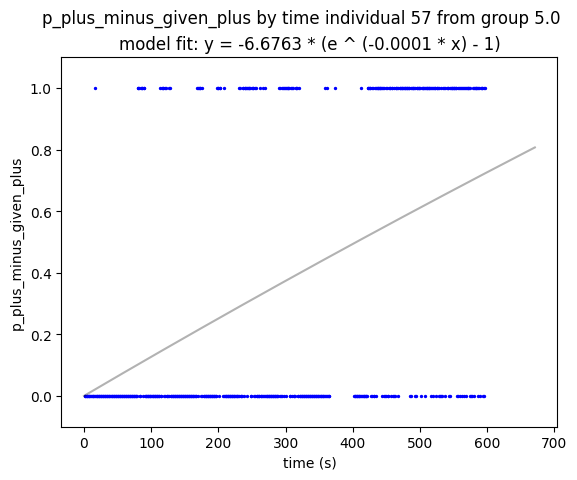 p_plus_minus_given_plus by time individual 57 from group 5.0
model fit: y = -6.6763 * (e ^ (-0.0001 * x) - 1)
1.0
0.8
0.6
0.4
0.2
0.0
p_plus_minus_given_plus
0 100 200 300 400 500 600 700
time (s)